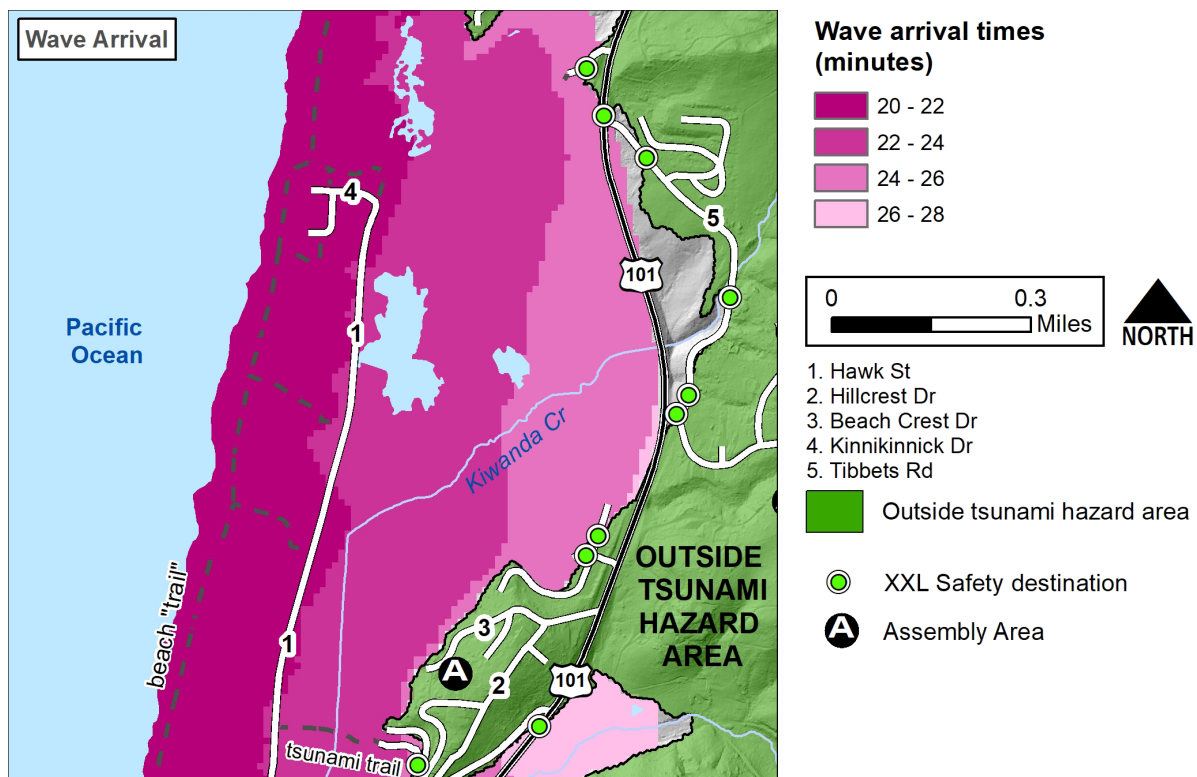 Wave Arrival
4
5
101
Pacific
Ocean
1
Kiwanda Cr
OUTSIDE
TSUNAMI
HAZARD
AREA
beach "trail"
1
3
A
2
101
tsunami trail
Wave arrival times
(minutes)
20 - 22
22 - 24
24 - 26
26 - 28
0 0.3
Miles
NORTH
1. Hawk St
2. Hillcrest Dr
3. Beach Crest Dr
4. Kinnikinnick Dr
5. Tibbets Rd
Outside tsunami hazard area
XXL Safety destination
A Assembly Area